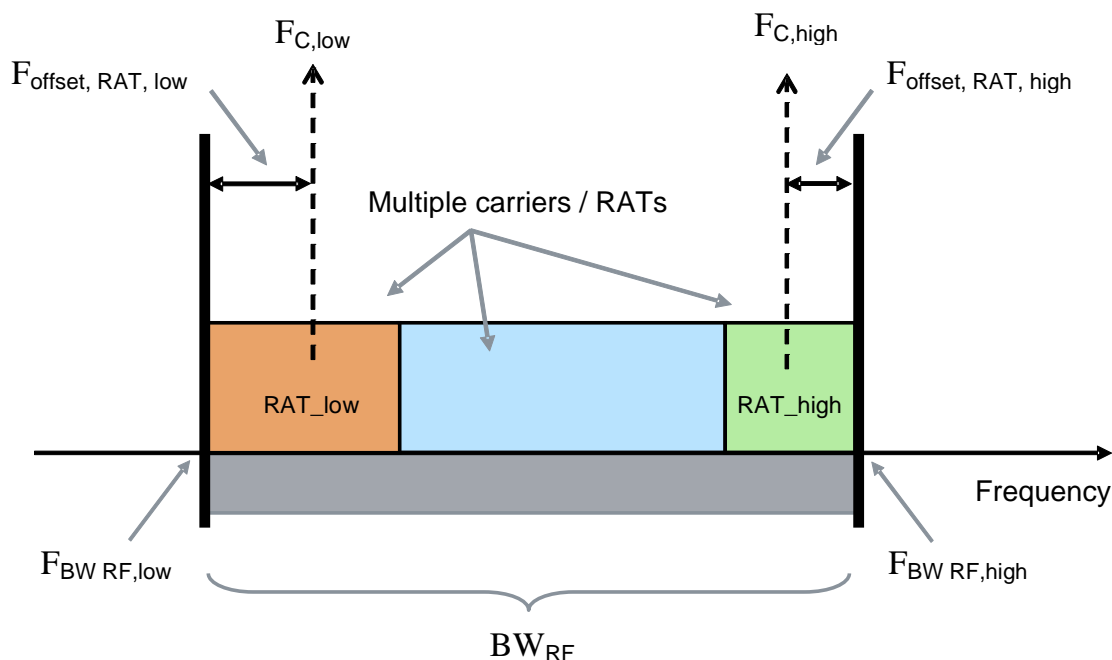 F_C,low
F_C,high
F_offset, RAT, low
F_offset, RAT, high
Multiple carriers / RATs
RAT_low
RAT_high
Frequency
F_BW RF,low
F_BW RF,high
BW_RF